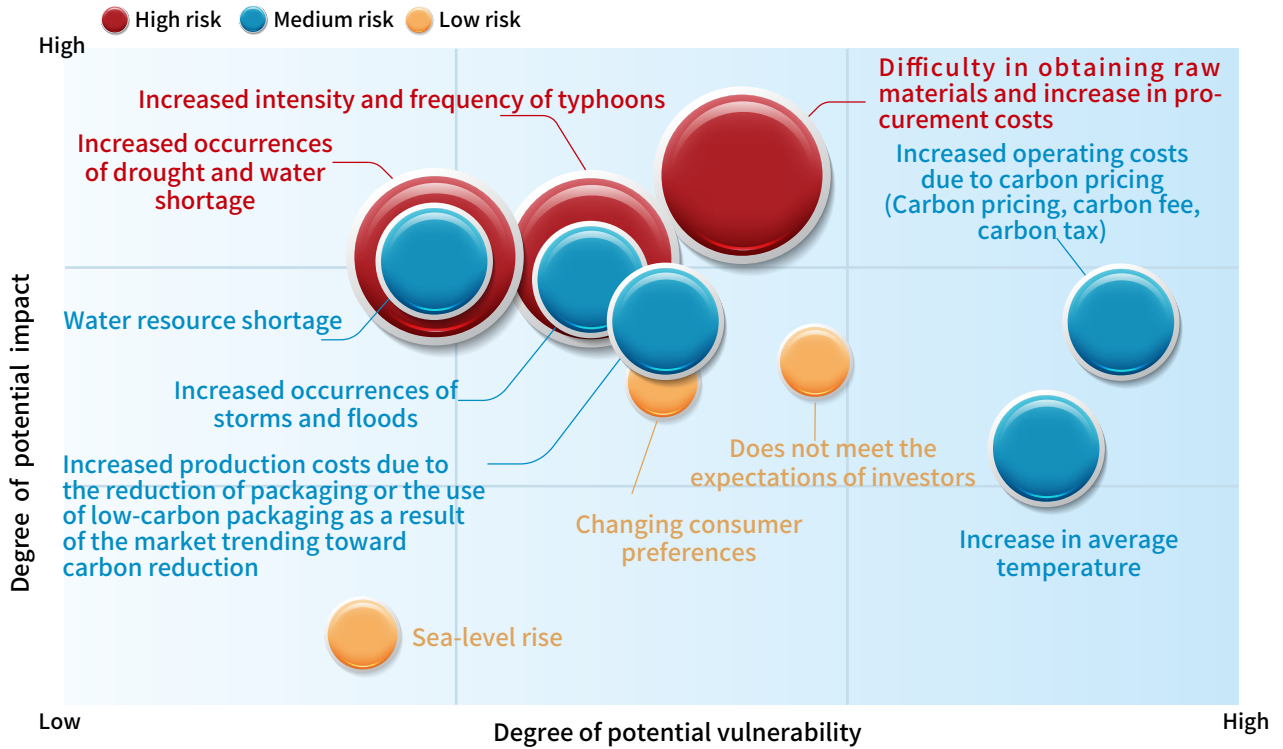 High risk
Medium risk
Low risk
High
Increased intensity and frequency of typhoons
Difficulty in obtaining raw
materials and increase in pro-
curement costs
Increased occurrences
of drought and water
shortage
Increased operating costs
due to carbon pricing
(Carbon pricing, carbon fee,
carbon tax)
Water resource shortage
Increased occurrences of
storms and floods
Increased production costs due to
the reduction of packaging or the use
of low-carbon packaging as a result
of the market trending toward
carbon reduction
Does not meet the
expectations of investors
Changing consumer
preferences
Increase in average
temperature
Sea-level rise
Degree of potential impact
Low
Degree of potential vulnerability
High